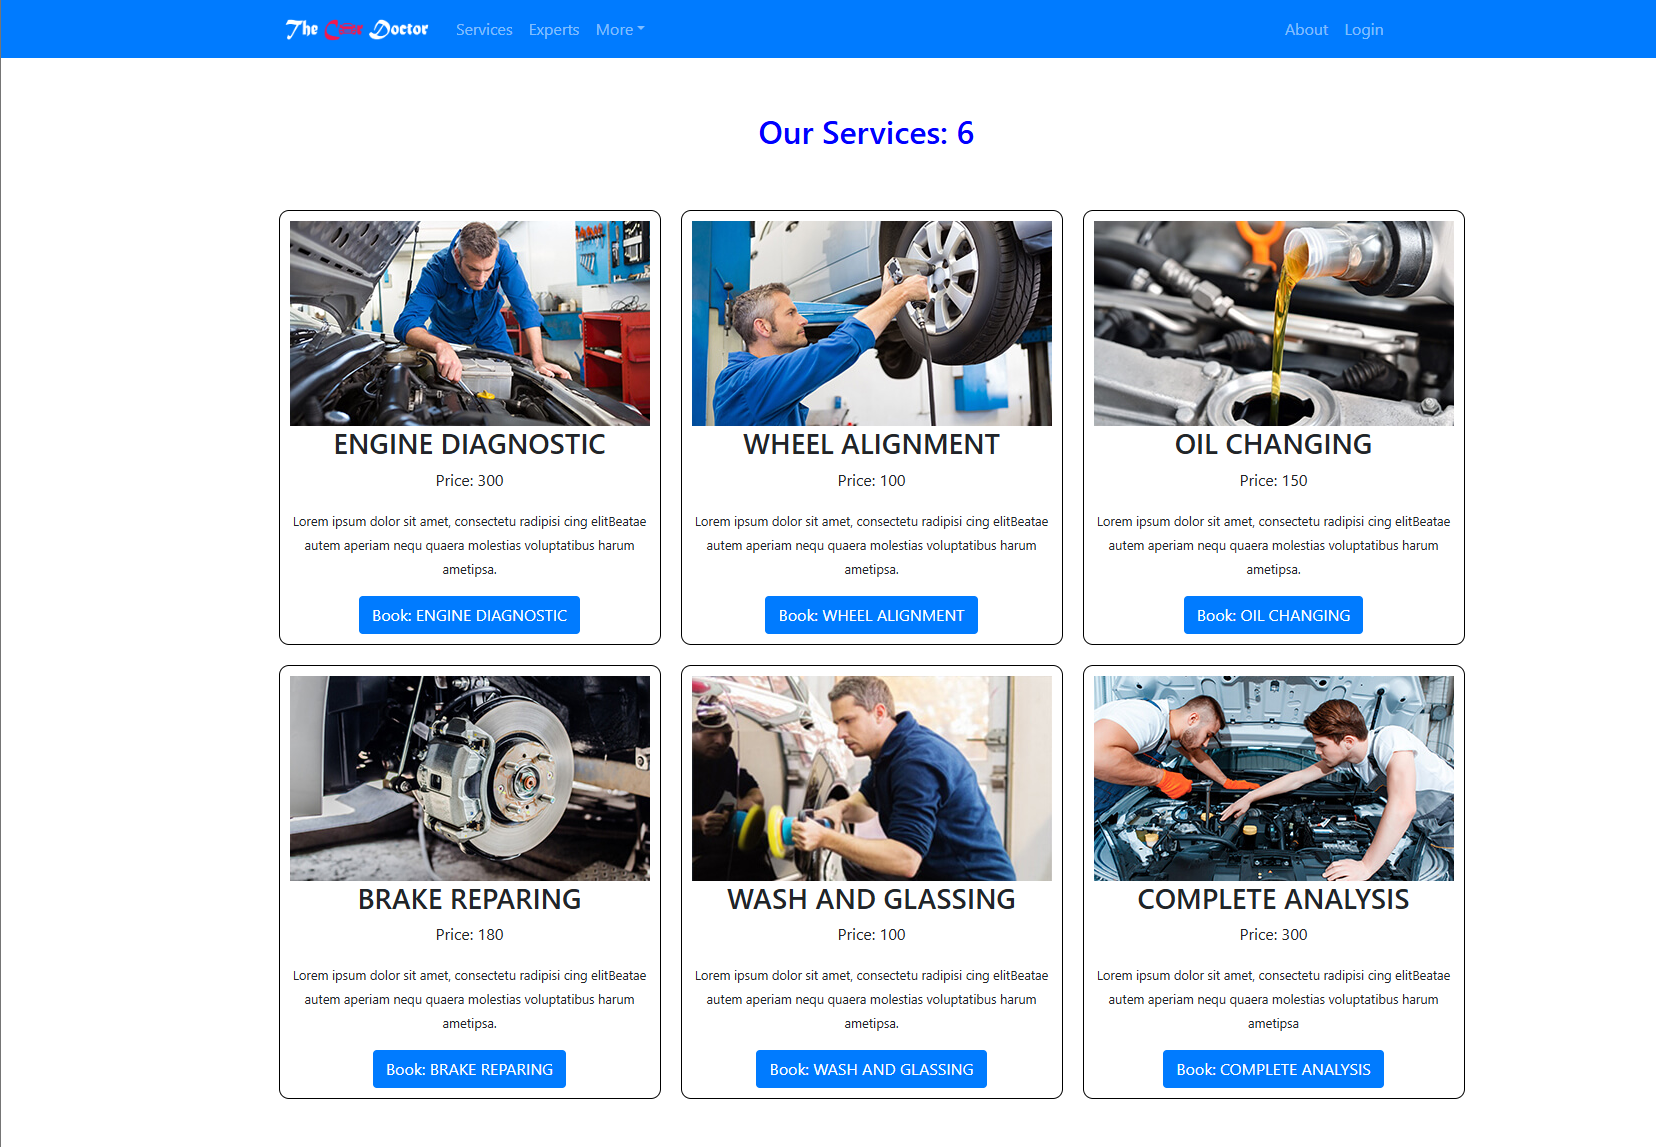 The Case Doctor Services Experts More About Login
Our Services: 6
ENGINE DIAGNOSTIC
Price: 300
Lorem ipsum dolor sit amet, consectetu radipisi cing elitBeatae
autem aperiam nequ quaera molestias voluptatibus harum
ametipsa.
Book: ENGINE DIAGNOSTIC
WHEEL ALIGNMENT
Price: 100
Lorem ipsum dolor sit amet, consectetu radipisi cing elitBeatae
autem aperiam nequ quaera molestias voluptatibus harum
ametipsa.
Book: WHEEL ALIGNMENT
OIL CHANGING
Price: 150
Lorem ipsum dolor sit amet, consectetu radipisi cing elitBeatae
autem aperiam nequ quaera molestias voluptatibus harum
ametipsa.
Book: OIL CHANGING
BRAKE REPARING
Price: 180
Lorem ipsum dolor sit amet, consectetu radipisi cing elitBeatae
autem aperiam nequ quaera molestias voluptatibus harum
ametipsa.
Book: BRAKE REPARING
WASH AND GLASSING
Price: 100
Lorem ipsum dolor sit amet, consectetu radipisi cing elitBeatae
autem aperiam nequ quaera molestias voluptatibus harum
ametipsa.
Book: WASH AND GLASSING
COMPLETE ANALYSIS
Price: 300
Lorem ipsum dolor sit amet, consectetu radipisi cing elitBeatae
autem aperiam nequ quaera molestias voluptatibus harum
ametipsa
Book: COMPLETE ANALYSIS